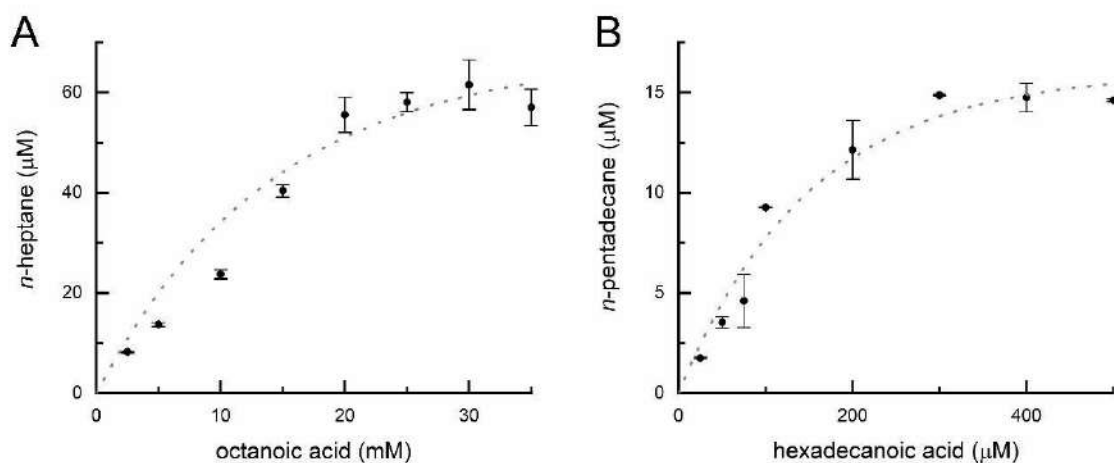 A
60
40
20
0
n-heptane (μM)
0 10 20 30
octanoic acid (mM)
B
15
10
5
0
n-pentadecane (μM)
0 200 400
hexadecanoic acid (μM)